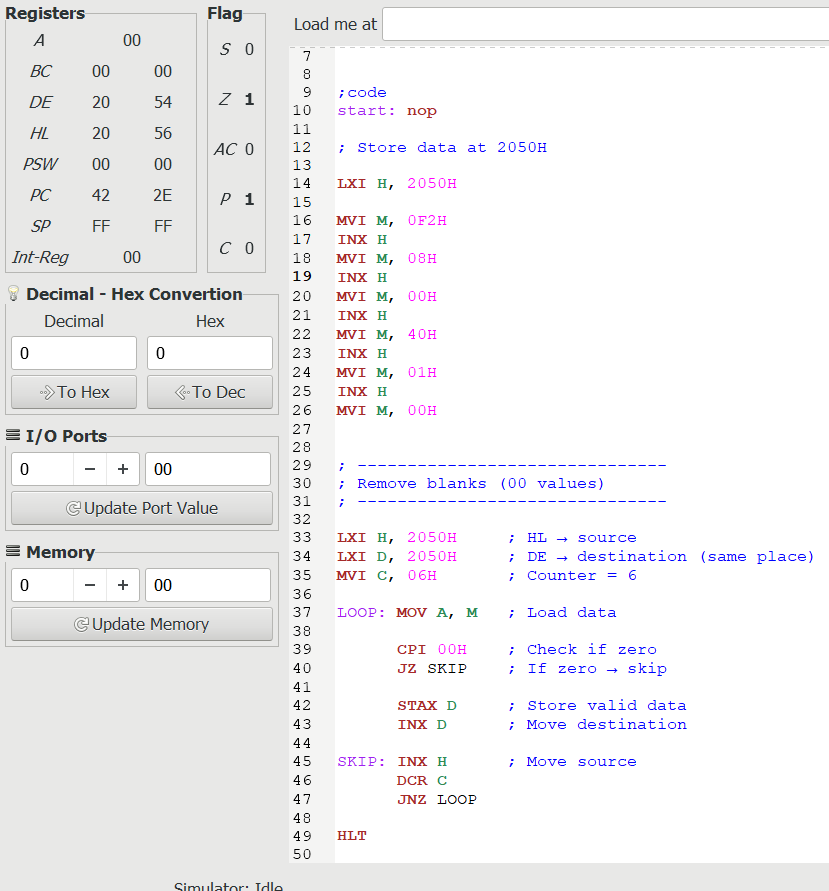 Registers
A 00
BC 00 00
DE 20 54
HL 20 56
PSW 00 00
PC 42 2E
SP FF FF
Int-Reg 00
Flag
S 0
Z 1
AC 0
P 1
C 0
Decimal - Hex Convertion
Decimal Hex
0 0
To Hex To Dec
I/O Ports
0 − + 00
Update Port Value
Memory
0 − + 00
Update Memory
Load me at
7
8
9 ;code
10 start: nop
11
12 ; Store data at 2050H
13
14 LXI H, 2050H
15
16 MVI M, 0F2H
17 INX H
18 MVI M, 08H
19 INX H
20 MVI M, 00H
21 INX H
22 MVI M, 40H
23 INX H
24 MVI M, 01H
25 INX H
26 MVI M, 00H
27
28
29 ; -------------------------------
30 ; Remove blanks (00 values)
31 ; -------------------------------
32
33 LXI H, 2050H ; HL → source
34 LXI D, 2050H ; DE → destination (same place)
35 MVI C, 06H ; Counter = 6
36
37 LOOP: MOV A, M ; Load data
38
39 CPI 00H ; Check if zero
40 JZ SKIP ; If zero → skip
41
42 STAX D ; Store valid data
43 INX D ; Move destination
44
45 SKIP: INX H ; Move source
46 DCR C
47 JNZ LOOP
48
49 HLT
50
Simulator: Idle